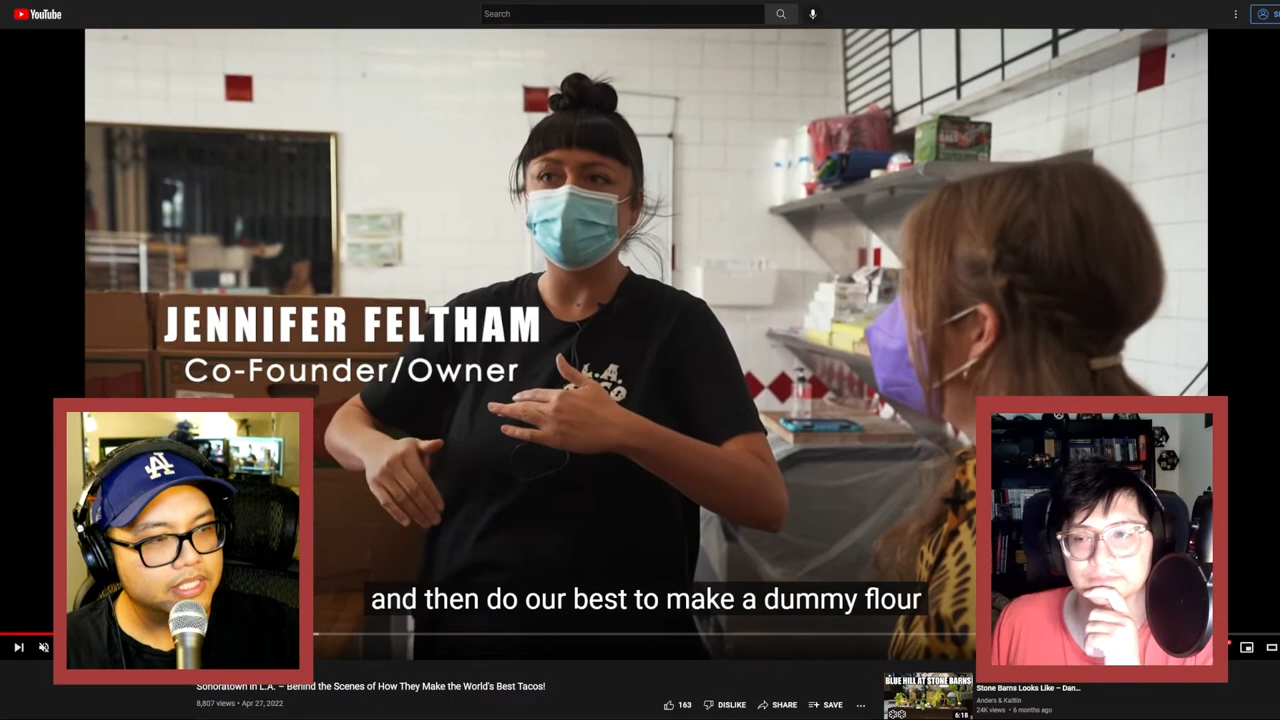 YouTube
Search
JENNIFER FELTHAM
Co-Founder/Owner
L.A.
and then do our best to make a dummy flour
Sonoratown in L.A. – Behind the Scenes of How They Make the World's Best Tacos!
8,807 views • Apr 27, 2022
163 DISLIKE SHARE SAVE
BLUE HILL AT STONE BARNS
6:18
Stone Barns Looks Like – Dan...
Anders & Kaitlin
24K views • 6 months ago